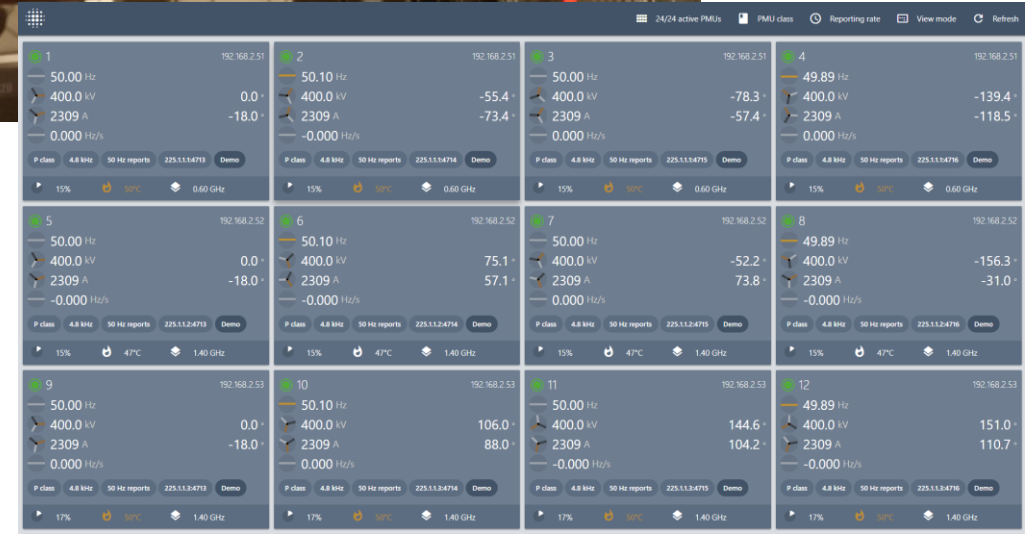 24/24 active PMUs PMU class Reporting rate View mode Refresh
1 192.168.2.51
50.00 Hz
400.0 kV 0.0 °
2309 A -18.0 °
0.000 Hz/s
P class 4.8 kHz 50 Hz reports 225.1.1.1:4713 Demo
15% 50°C 0.60 GHz
2 192.168.2.51
50.10 Hz
400.0 kV -55.4 °
2309 A -73.4 °
-0.000 Hz/s
P class 4.8 kHz 50 Hz reports 225.1.1.1:4714 Demo
15% 50°C 0.60 GHz
3 192.168.2.51
50.00 Hz
400.0 kV -78.3 °
2309 A -57.4 °
0.000 Hz/s
P class 4.8 kHz 50 Hz reports 225.1.1.1:4715 Demo
15% 50°C 0.60 GHz
4 192.168.2.51
49.89 Hz
400.0 kV -139.4 °
2309 A -118.5 °
0.000 Hz/s
P class 4.8 kHz 50 Hz reports 225.1.1.1:4716 Demo
15% 50°C 0.60 GHz
5 192.168.2.52
50.00 Hz
400.0 kV 0.0 °
2309 A -18.0 °
-0.000 Hz/s
P class 4.8 kHz 50 Hz reports 225.1.1.2:4713 Demo
15% 47°C 1.40 GHz
6 192.168.2.52
50.10 Hz
400.0 kV 75.1 °
2309 A 57.1 °
-0.000 Hz/s
P class 4.8 kHz 50 Hz reports 225.1.1.2:4714 Demo
15% 47°C 1.40 GHz
7 192.168.2.52
50.00 Hz
400.0 kV -52.2 °
2309 A 73.8 °
0.000 Hz/s
P class 4.8 kHz 50 Hz reports 225.1.1.2:4715 Demo
15% 47°C 1.40 GHz
8 192.168.2.52
49.89 Hz
400.0 kV -156.3 °
2309 A -31.0 °
-0.000 Hz/s
P class 4.8 kHz 50 Hz reports 225.1.1.2:4716 Demo
15% 47°C 1.40 GHz
9 192.168.2.53
50.00 Hz
400.0 kV 0.0 °
2309 A -18.0 °
0.000 Hz/s
P class 4.8 kHz 50 Hz reports 225.1.1.3:4713 Demo
17% 50°C 1.40 GHz
10 192.168.2.53
50.10 Hz
400.0 kV 106.0 °
2309 A 88.0 °
0.000 Hz/s
P class 4.8 kHz 50 Hz reports 225.1.1.3:4714 Demo
17% 50°C 1.40 GHz
11 192.168.2.53
50.00 Hz
400.0 kV 144.6 °
2309 A 104.2 °
-0.000 Hz/s
P class 4.8 kHz 50 Hz reports 225.1.1.3:4715 Demo
17% 50°C 1.40 GHz
12 192.168.2.53
49.89 Hz
400.0 kV 151.0 °
2309 A 110.7 °
-0.000 Hz/s
P class 4.8 kHz 50 Hz reports 225.1.1.3:4716 Demo
17% 50°C 1.40 GHz